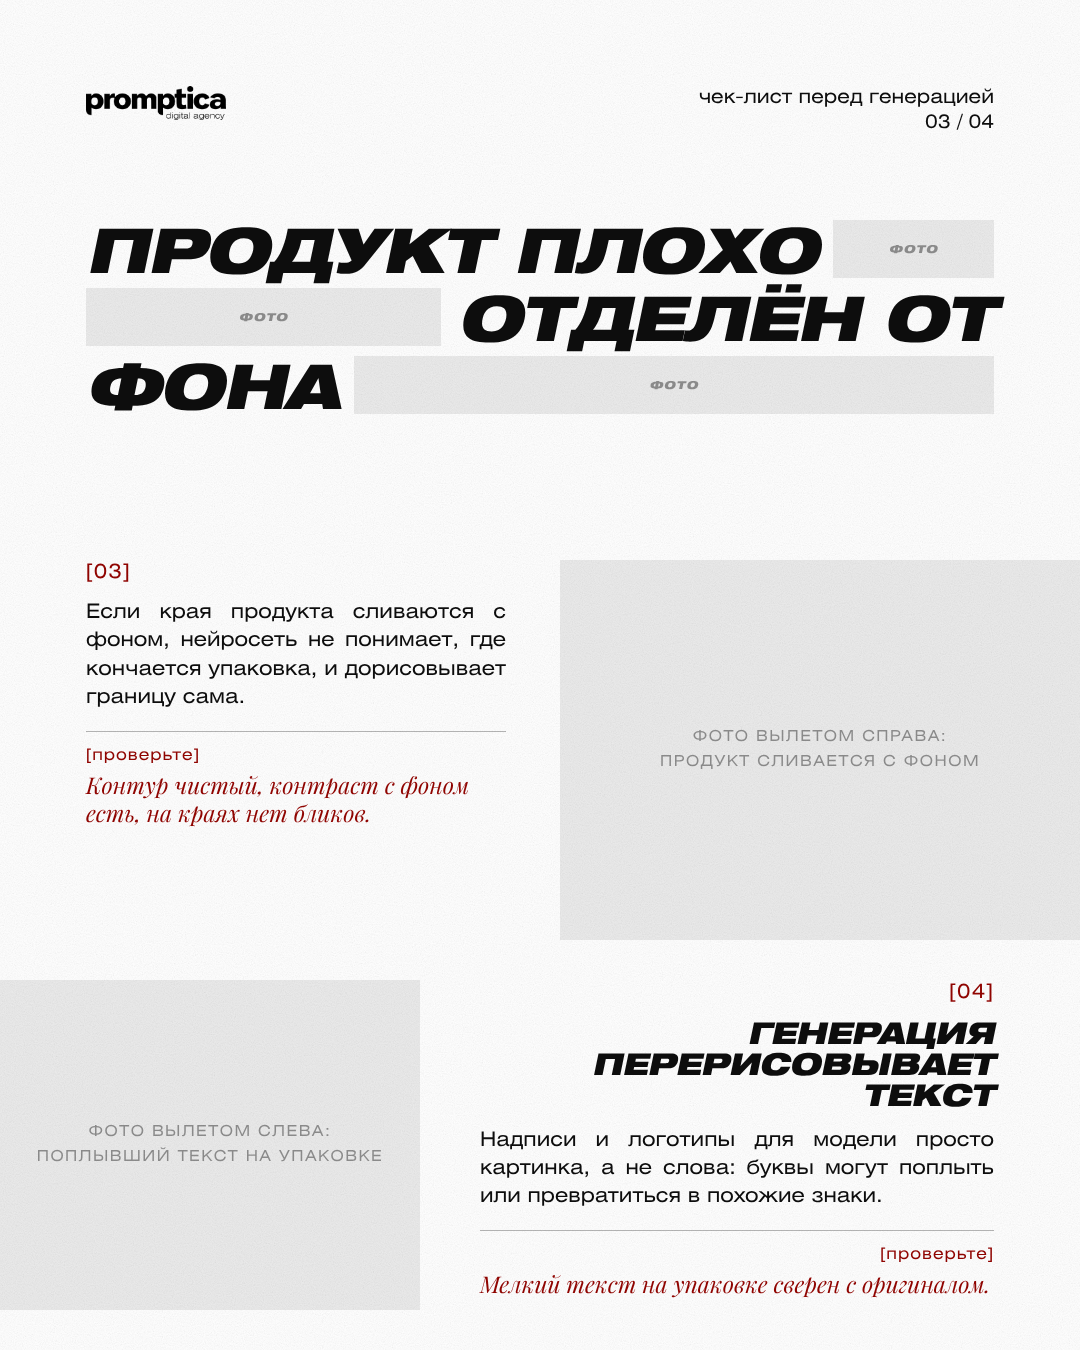 promptica
digital agency
чек-лист перед генерацией
03 / 04
ПРОДУКТ ПЛОХО ФОТО
ФОТО ОТДЕЛЁН ОТ
ФОНА ФОТО
[03]
Если края продукта сливаются с
фоном, нейросеть не понимает, где
кончается упаковка, и дорисовывает
границу сама.
[проверьте]
Контур чистый, контраст с фоном
есть, на краях нет бликов.
ФОТО ВЫЛЕТОМ СПРАВА:
ПРОДУКТ СЛИВАЕТСЯ С ФОНОМ
ФОТО ВЫЛЕТОМ СЛЕВА:
ПОПЛЫВШИЙ ТЕКСТ НА УПАКОВКЕ
[04]
ГЕНЕРАЦИЯ
ПЕРЕРИСОВЫВАЕТ
ТЕКСТ
Надписи и логотипы для модели просто
картинка, а не слова: буквы могут поплыть
или превратиться в похожие знаки.
[проверьте]
Мелкий текст на упаковке сверен с оригиналом.